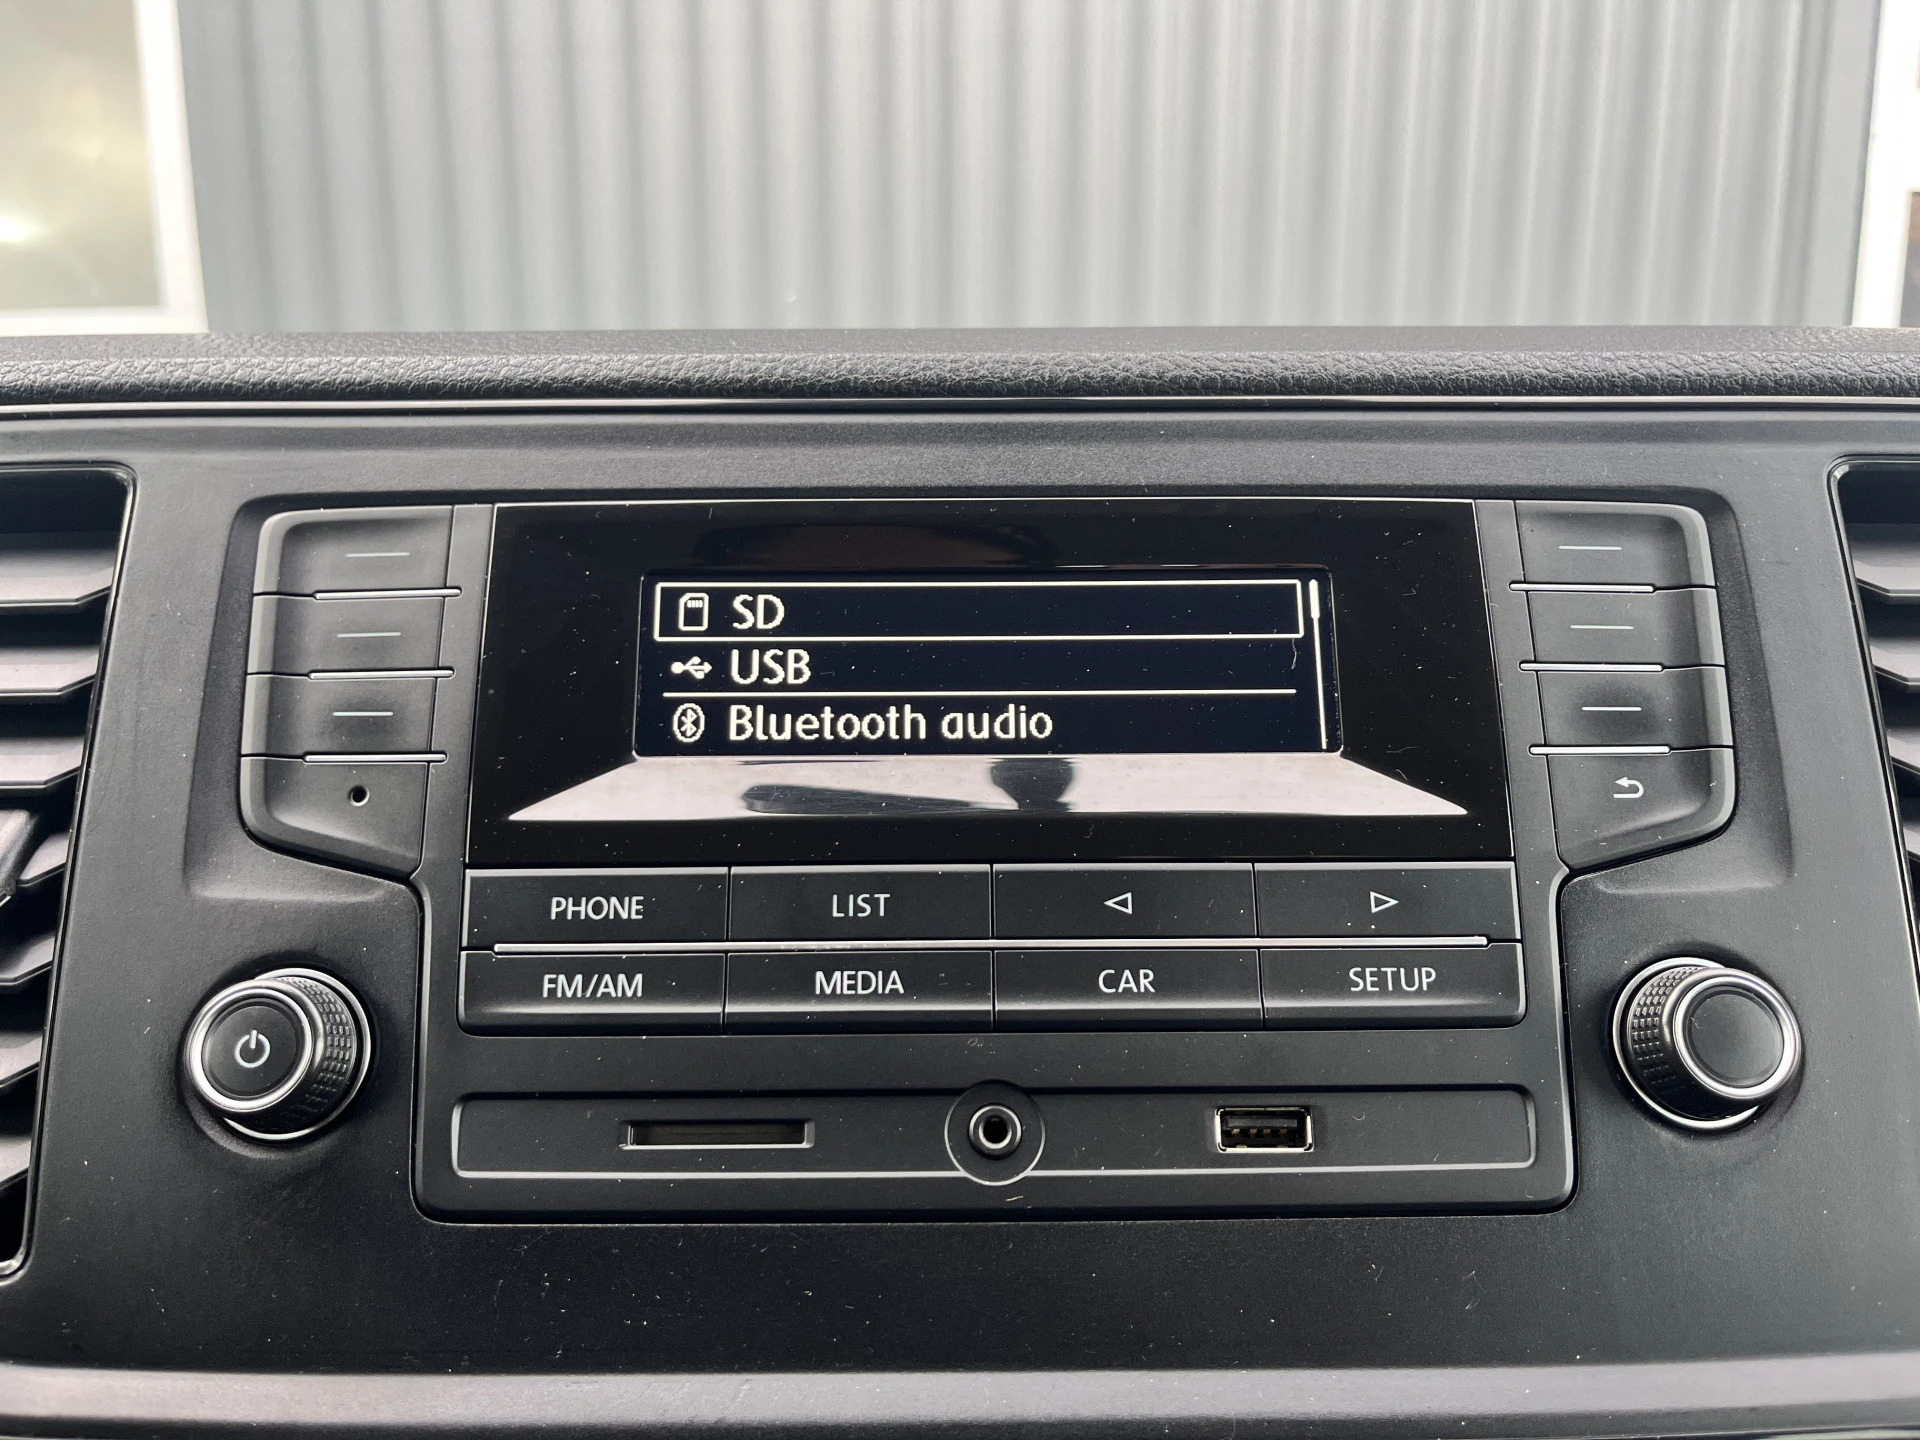 SD
USB
Bluetooth audio
PHONE LIST
FM/AM MEDIA CAR SETUP